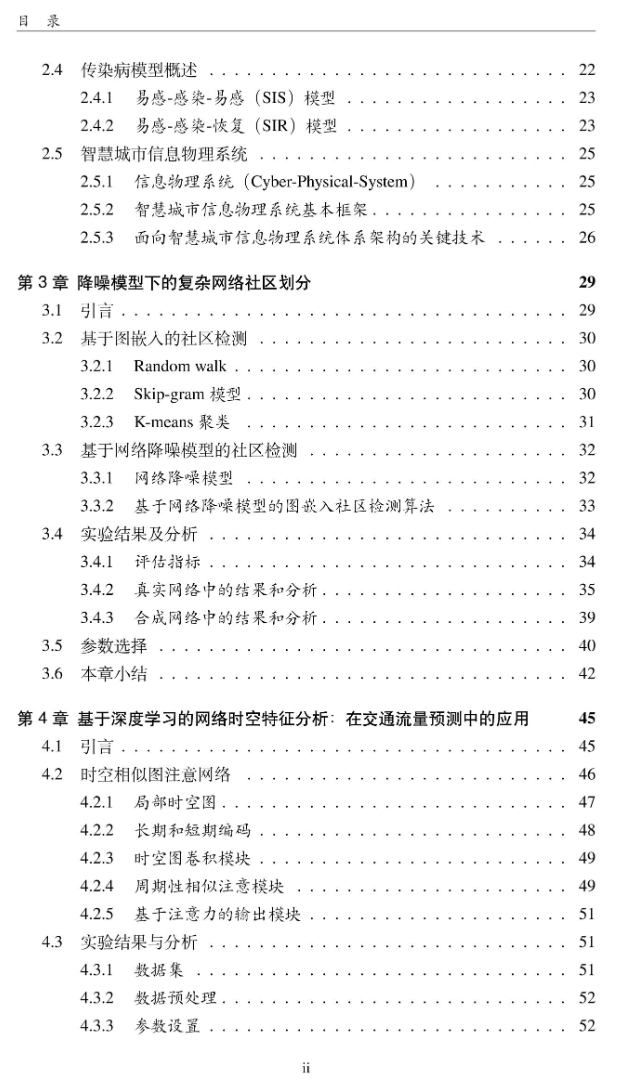 目 录
2.4 传染病模型概述 . . . . . . . . . . . . . . . . . . . . . . . . . . . . . 22
2.4.1 易感-感染-易感（SIS）模型 . . . . . . . . . . . . . . . . . . 23
2.4.2 易感-感染-恢复（SIR）模型 . . . . . . . . . . . . . . . . . . 23
2.5 智慧城市信息物理系统 . . . . . . . . . . . . . . . . . . . . . . . . . 25
2.5.1 信息物理系统（Cyber-Physical-System） . . . . . . . . . . . 25
2.5.2 智慧城市信息物理系统基本框架 . . . . . . . . . . . . . . . . 25
2.5.3 面向智慧城市信息物理系统体系架构的关键技术 . . . . . . 26
第 3 章 降噪模型下的复杂网络社区划分 29
3.1 引言 . . . . . . . . . . . . . . . . . . . . . . . . . . . . . . . . . . . . 29
3.2 基于图嵌入的社区检测 . . . . . . . . . . . . . . . . . . . . . . . . . 30
3.2.1 Random walk . . . . . . . . . . . . . . . . . . . . . . . . . . . 30
3.2.2 Skip-gram 模型 . . . . . . . . . . . . . . . . . . . . . . . . . . 30
3.2.3 K-means 聚类 . . . . . . . . . . . . . . . . . . . . . . . . . . . 31
3.3 基于网络降噪模型的社区检测 . . . . . . . . . . . . . . . . . . . . . 32
3.3.1 网络降噪模型 . . . . . . . . . . . . . . . . . . . . . . . . . . 32
3.3.2 基于网络降噪模型的图嵌入社区检测算法 . . . . . . . . . . 33
3.4 实验结果及分析 . . . . . . . . . . . . . . . . . . . . . . . . . . . . . 34
3.4.1 评估指标 . . . . . . . . . . . . . . . . . . . . . . . . . . . . . 34
3.4.2 真实网络中的结果和分析 . . . . . . . . . . . . . . . . . . . . 35
3.4.3 合成网络中的结果和分析 . . . . . . . . . . . . . . . . . . . . 39
3.5 参数选择 . . . . . . . . . . . . . . . . . . . . . . . . . . . . . . . . . 40
3.6 本章小结 . . . . . . . . . . . . . . . . . . . . . . . . . . . . . . . . . 42
第 4 章 基于深度学习的网络时空特征分析：在交通流量预测中的应用 45
4.1 引言 . . . . . . . . . . . . . . . . . . . . . . . . . . . . . . . . . . . . 45
4.2 时空相似图注意网络 . . . . . . . . . . . . . . . . . . . . . . . . . . 46
4.2.1 局部时空图 . . . . . . . . . . . . . . . . . . . . . . . . . . . . 47
4.2.2 长期和短期编码 . . . . . . . . . . . . . . . . . . . . . . . . . 48
4.2.3 时空图卷积模块 . . . . . . . . . . . . . . . . . . . . . . . . . 49
4.2.4 周期性相似注意模块 . . . . . . . . . . . . . . . . . . . . . . 49
4.2.5 基于注意力的输出模块 . . . . . . . . . . . . . . . . . . . . . 51
4.3 实验结果与分析 . . . . . . . . . . . . . . . . . . . . . . . . . . . . . 51
4.3.1 数据集 . . . . . . . . . . . . . . . . . . . . . . . . . . . . . . 51
4.3.2 数据预处理 . . . . . . . . . . . . . . . . . . . . . . . . . . . . 52
4.3.3 参数设置 . . . . . . . . . . . . . . . . . . . . . . . . . . . . . 52
ii